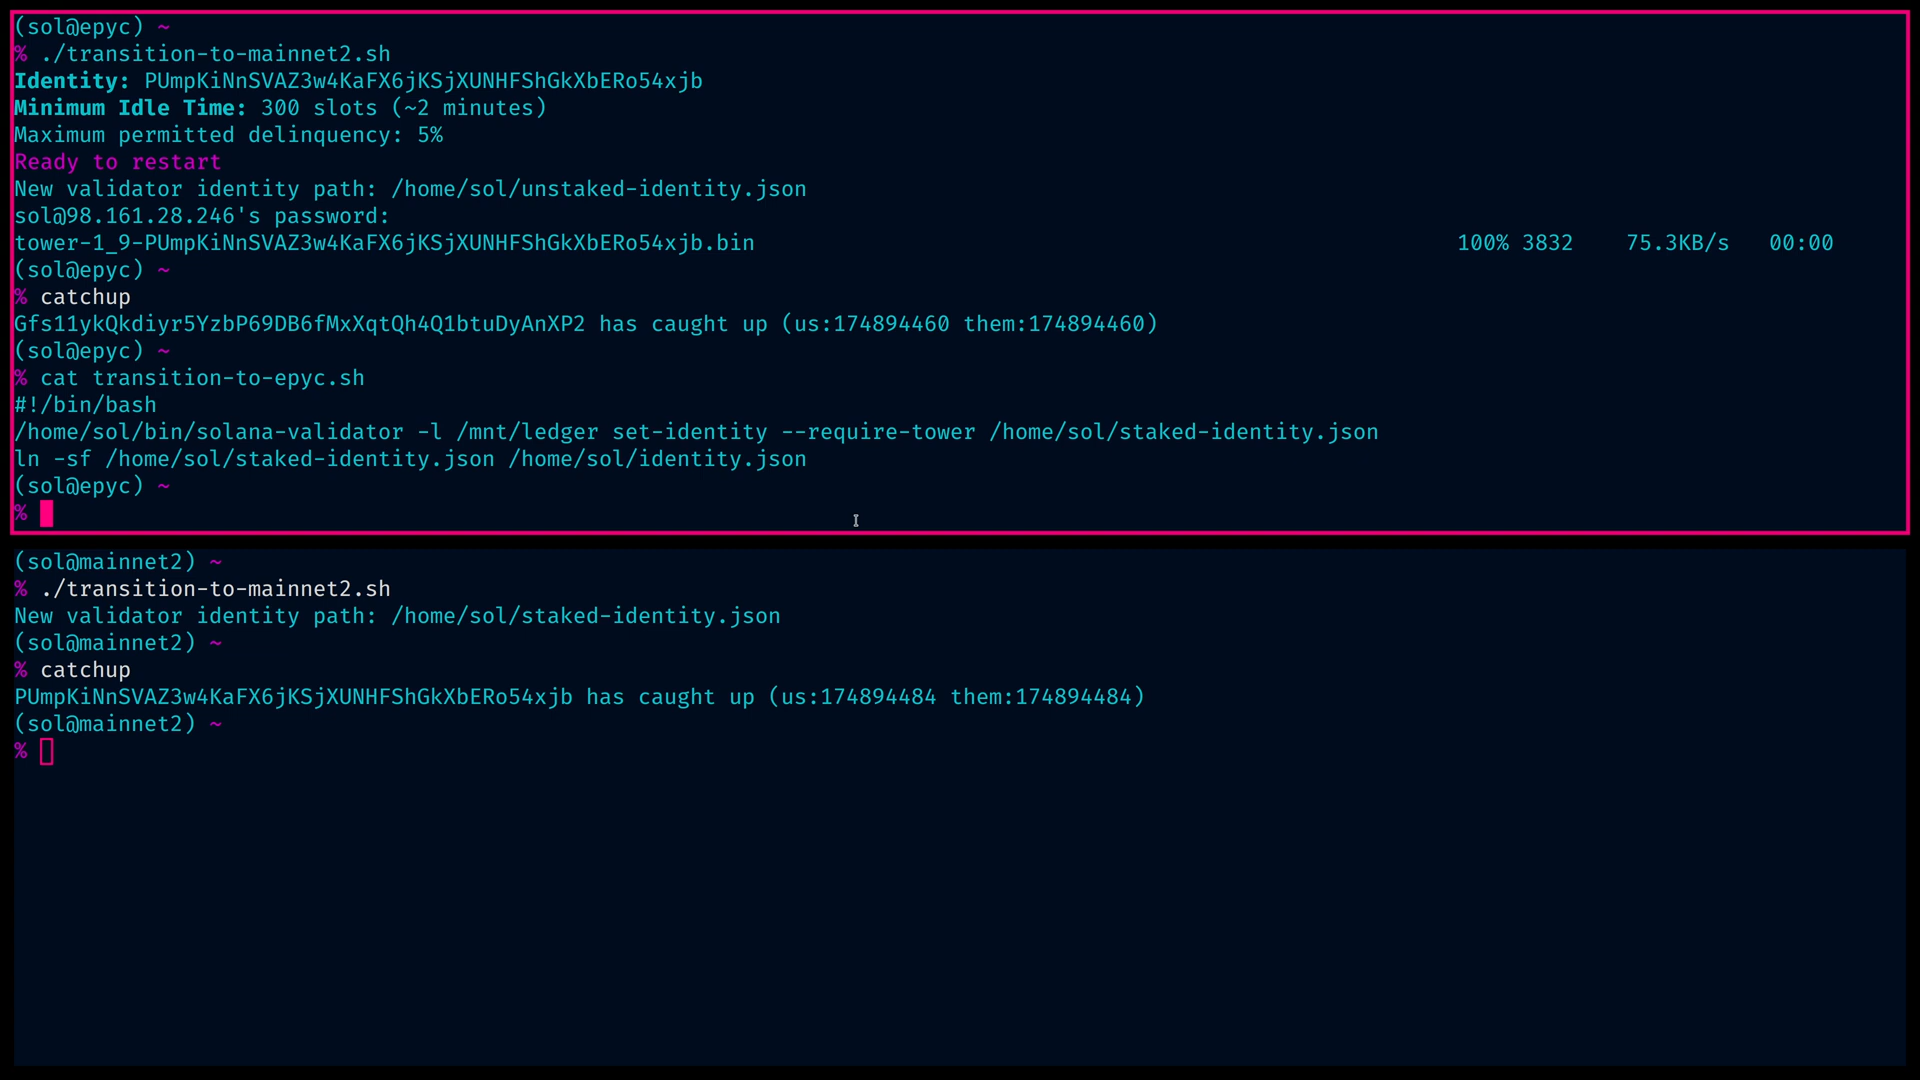 (sol@epyc) ~
% ./transition-to-mainnet2.sh
Identity: PUmpKiNnSVAZ3w4KaFX6jKSjXUNHFShGkXbERo54xjb
Minimum Idle Time: 300 slots (~2 minutes)
Maximum permitted delinquency: 5%
Ready to restart
New validator identity path: /home/sol/unstaked-identity.json
sol@98.161.28.246's password:
tower-1_9-PUmpKiNnSVAZ3w4KaFX6jKSjXUNHFShGkXbERo54xjb.bin 100% 3832 75.3KB/s 00:00
(sol@epyc) ~
% catchup
Gfs11ykQkdiyr5YzbP69DB6fMxXqtQh4Q1btuDyAnXP2 has caught up (us:174894460 them:174894460)
(sol@epyc) ~
% cat transition-to-epyc.sh
#!/bin/bash
/home/sol/bin/solana-validator -l /mnt/ledger set-identity --require-tower /home/sol/staked-identity.json
ln -sf /home/sol/staked-identity.json /home/sol/identity.json
(sol@epyc) ~
%
(sol@mainnet2) ~
% ./transition-to-mainnet2.sh
New validator identity path: /home/sol/staked-identity.json
(sol@mainnet2) ~
% catchup
PUmpKiNnSVAZ3w4KaFX6jKSjXUNHFShGkXbERo54xjb has caught up (us:174894484 them:174894484)
(sol@mainnet2) ~
%